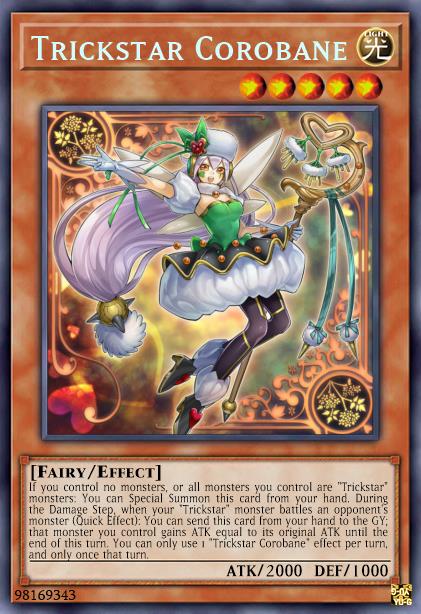 TRICKSTAR COROBANE
LIGHT
光
[FAIRY/EFFECT]
If you control no monsters, or all monsters you control are "Trickstar"
monsters: You can Special Summon this card from your hand. During
the Damage Step, when your "Trickstar" monster battles an opponent's
monster (Quick Effect): You can send this card from your hand to the GY;
that monster you control gains ATK equal to its original ATK until the
end of this turn. You can only use 1 "Trickstar Corobane" effect per turn,
and only once that turn.
ATK/2000 DEF/1000
98169343